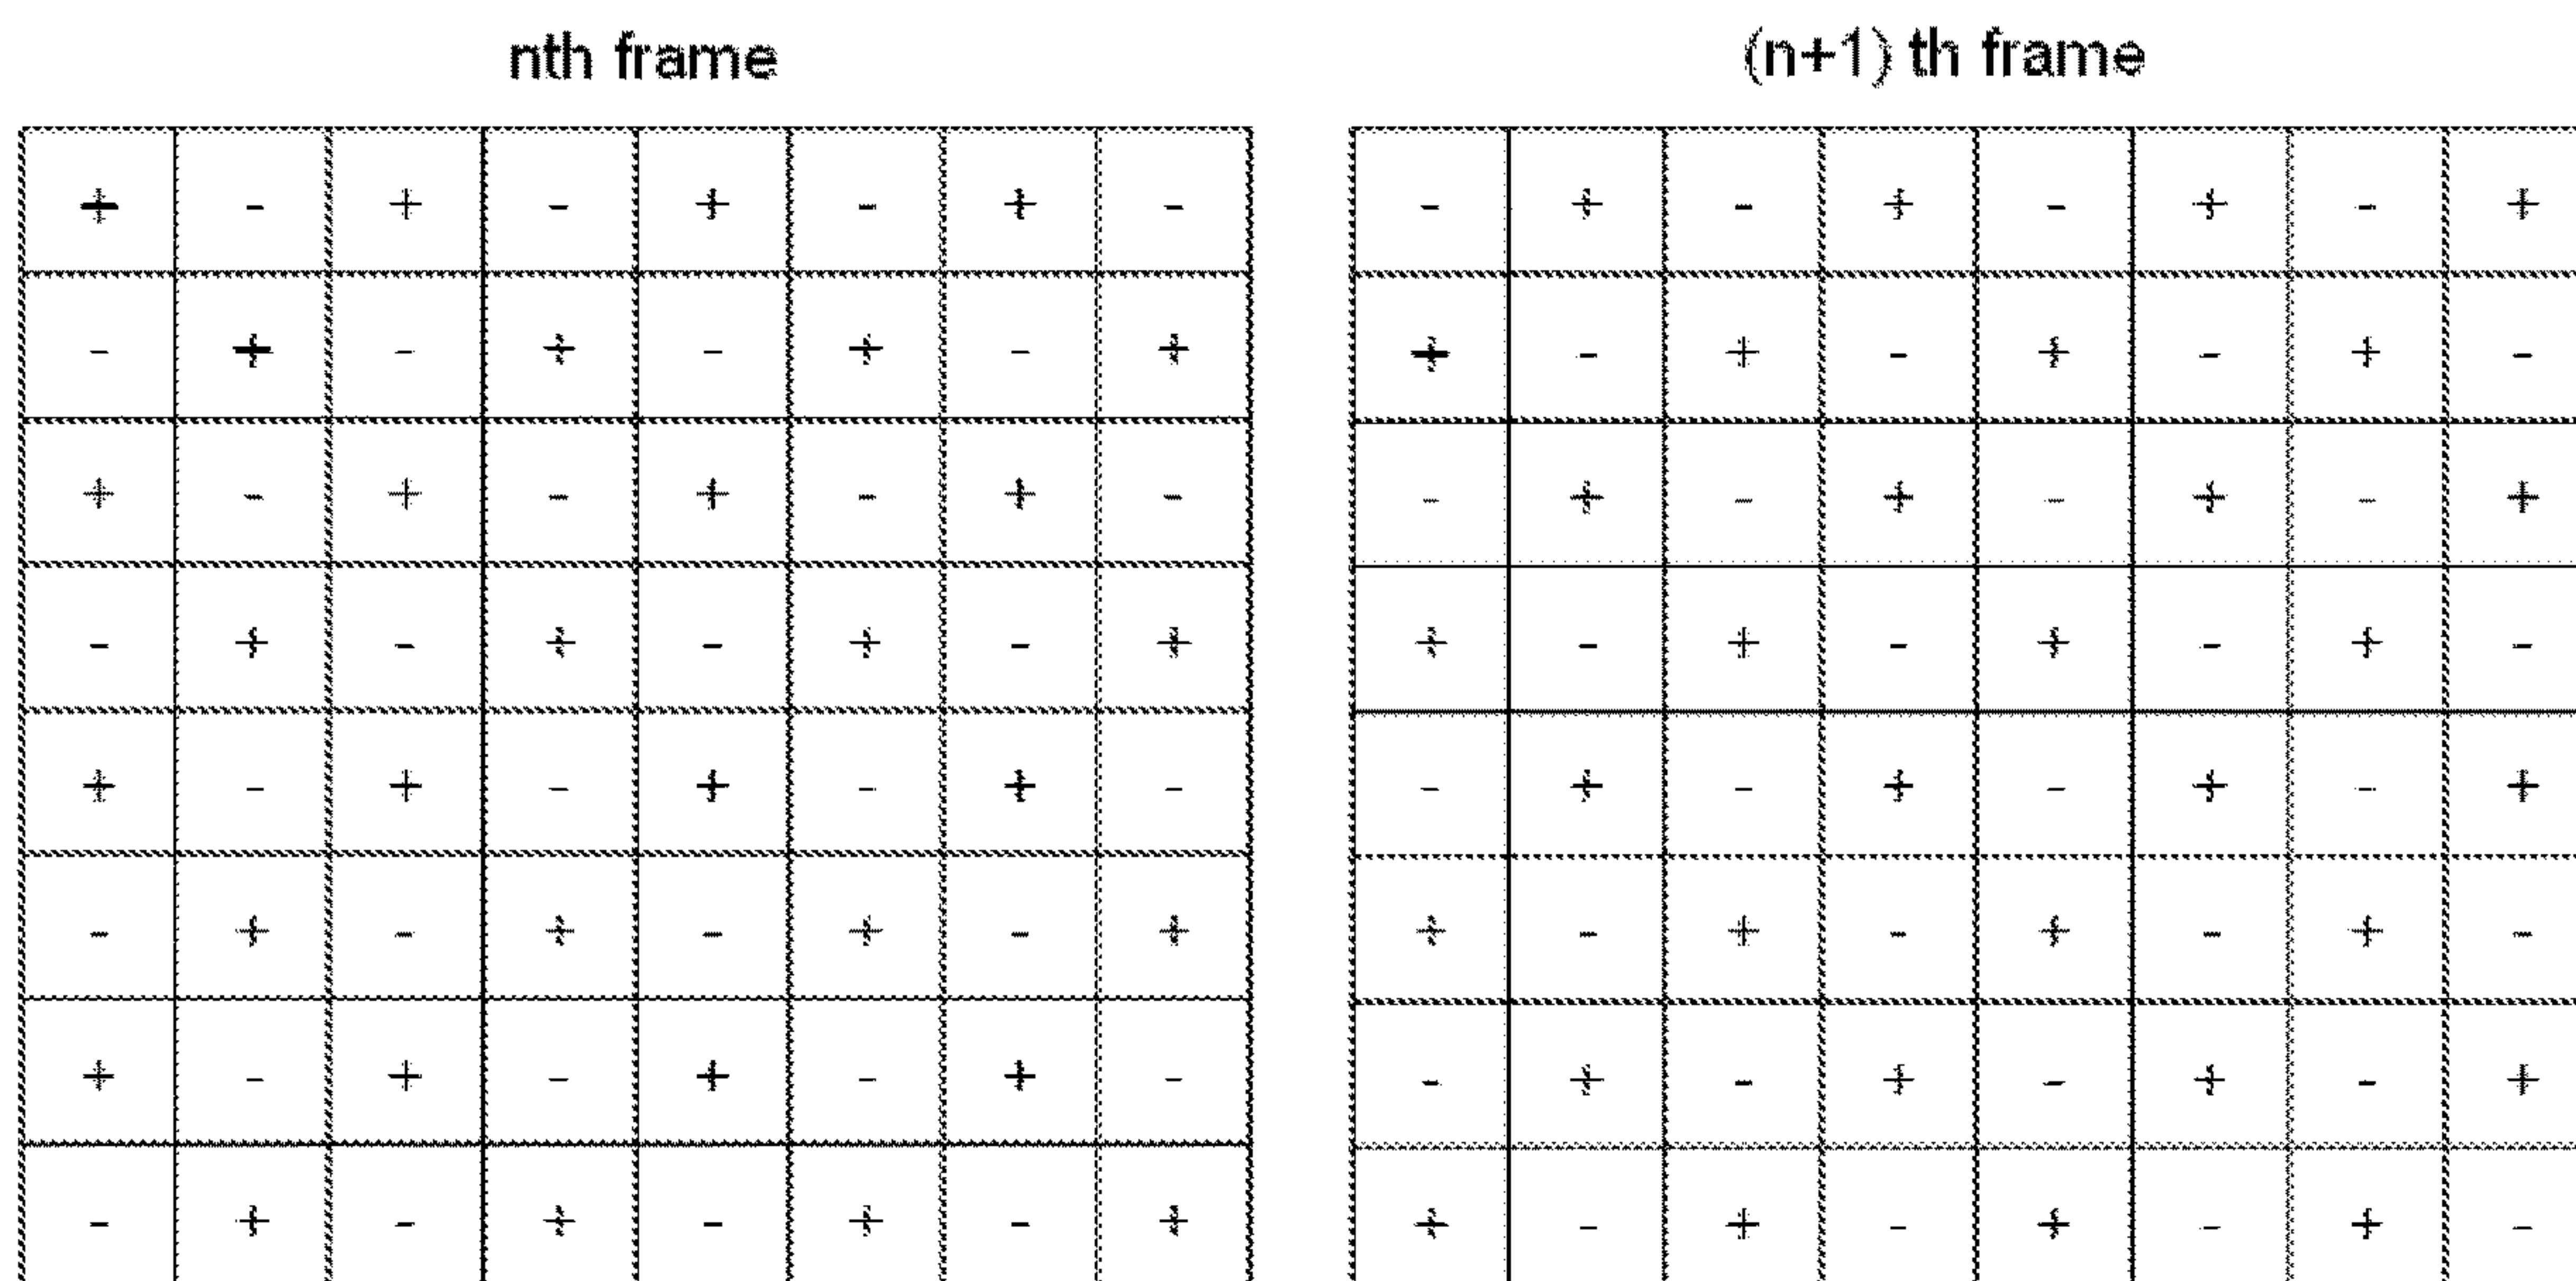 nth frame
(n+1) th frame
+ - + - + - + -
- + - + - + - +
+ - + - + - + -
- + - + - + - +
+ - + - + - + -
- + - + - + - +
+ - + - + - + -
- + - + - + - +
- + - + - + - +
+ - + - + - + -
- + - + - + - +
+ - + - + - + -
- + - + - + - +
+ - + - + - + -
- + - + - + - +
+ - + - + - + -